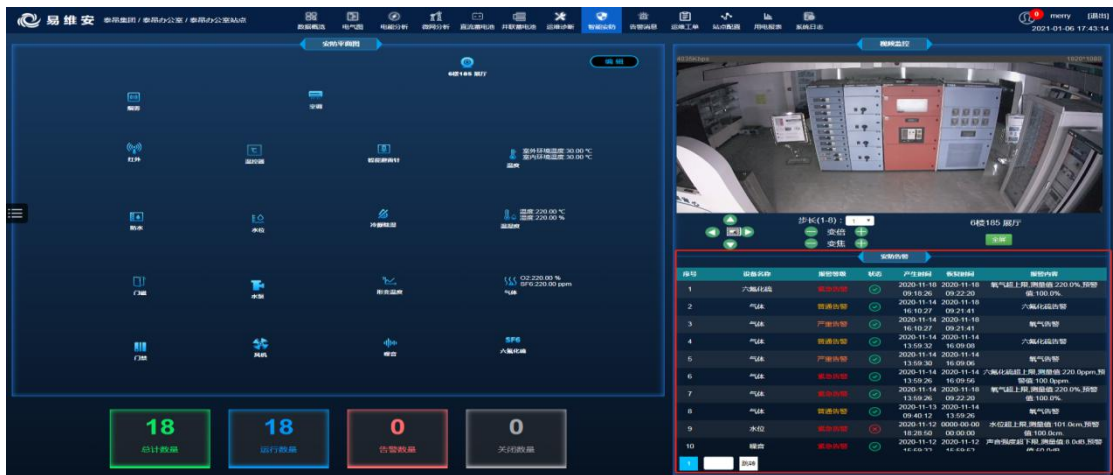 易维安 泰昂集团 / 泰昂办公室 / 泰昂办公室站点
数据概览 电气图 电能分析 微网分析 直流蓄电池 并联蓄电池 运维诊断 智能安防 告警消息 运维工单 站点配置 用电报表 系统日志
0 merry [退出]
2021-01-06 17:43:14
安防平面图
6楼185 展厅
编辑
烟雾
空调
红外
温控器
室外环境温度 30.00 ℃
室内环境温度 30.00 ℃
温度
防水
水位
冷凝除湿
温度:220.00 ℃
湿度:220.00 %
温湿度
门磁
水泵
形变温度
O2:220.00 %
SF6:220.00 ppm
气体
门禁
风机
噪音
SF6
六氟化硫
18
总计数量
18
运行数量
0
告警数量
0
关闭数量
视频监控
1920*1080
步长(1-8)： 1
变倍
变焦
6楼185 展厅
全屏
安防告警
序号 设备名称 报警等级 状态 产生时间 恢复时间 报警内容
1 六氟化硫 紧急告警 2020-11-18 09:18:26 2020-11-18 09:22:20 氧气超上限,测量值:220.0%,预警值:100.0%.
2 气体 普通告警 2020-11-14 16:10:27 2020-11-18 09:21:41 六氟化硫告警
3 气体 严重告警 2020-11-14 16:10:27 2020-11-18 09:21:41 氧气告警
4 气体 普通告警 2020-11-14 13:59:32 2020-11-14 16:09:08 六氟化硫告警
5 气体 严重告警 2020-11-14 13:59:30 2020-11-14 16:09:06 氧气告警
6 气体 紧急告警 2020-11-14 13:59:26 2020-11-14 16:09:56 六氟化硫超上限,测量值:220.0ppm,预警值:100.0ppm.
7 气体 紧急告警 2020-11-14 13:59:26 2020-11-18 09:22:20 氧气超上限,测量值:220.0%,预警值:100.0%.
8 气体 普通告警 2020-11-13 09:40:12 2020-11-14 13:59:26 氧气告警
9 水位 紧急告警 2020-11-12 18:28:50 0000-00-00 00:00:00 水位超上限,测量值:101.0cm,预警值:100.0cm.
10 噪音 紧急告警 2020-11-12 2020-11-12 声音强度超下限,测量值:8.0dB,预警
1 跳转